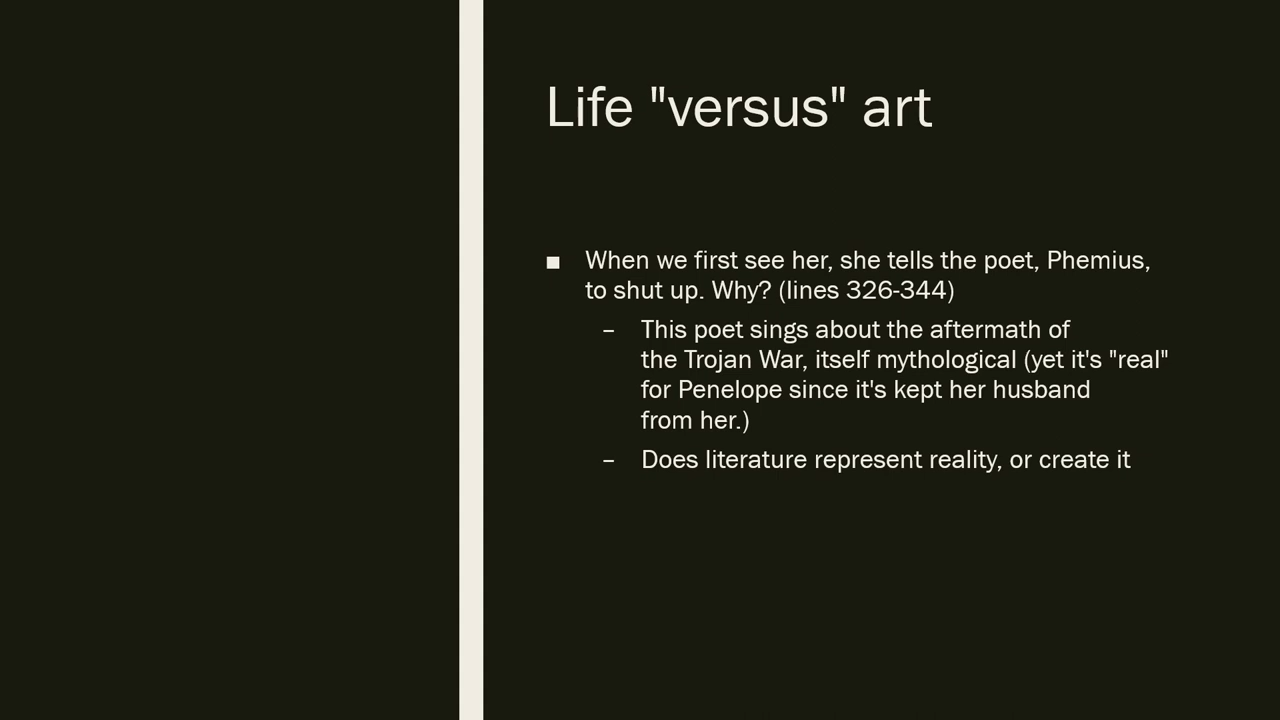 Life "versus" art
■ When we first see her, she tells the poet, Phemius,
to shut up. Why? (lines 326-344)
– This poet sings about the aftermath of
the Trojan War, itself mythological (yet it's "real"
for Penelope since it's kept her husband
from her.)
– Does literature represent reality, or create it